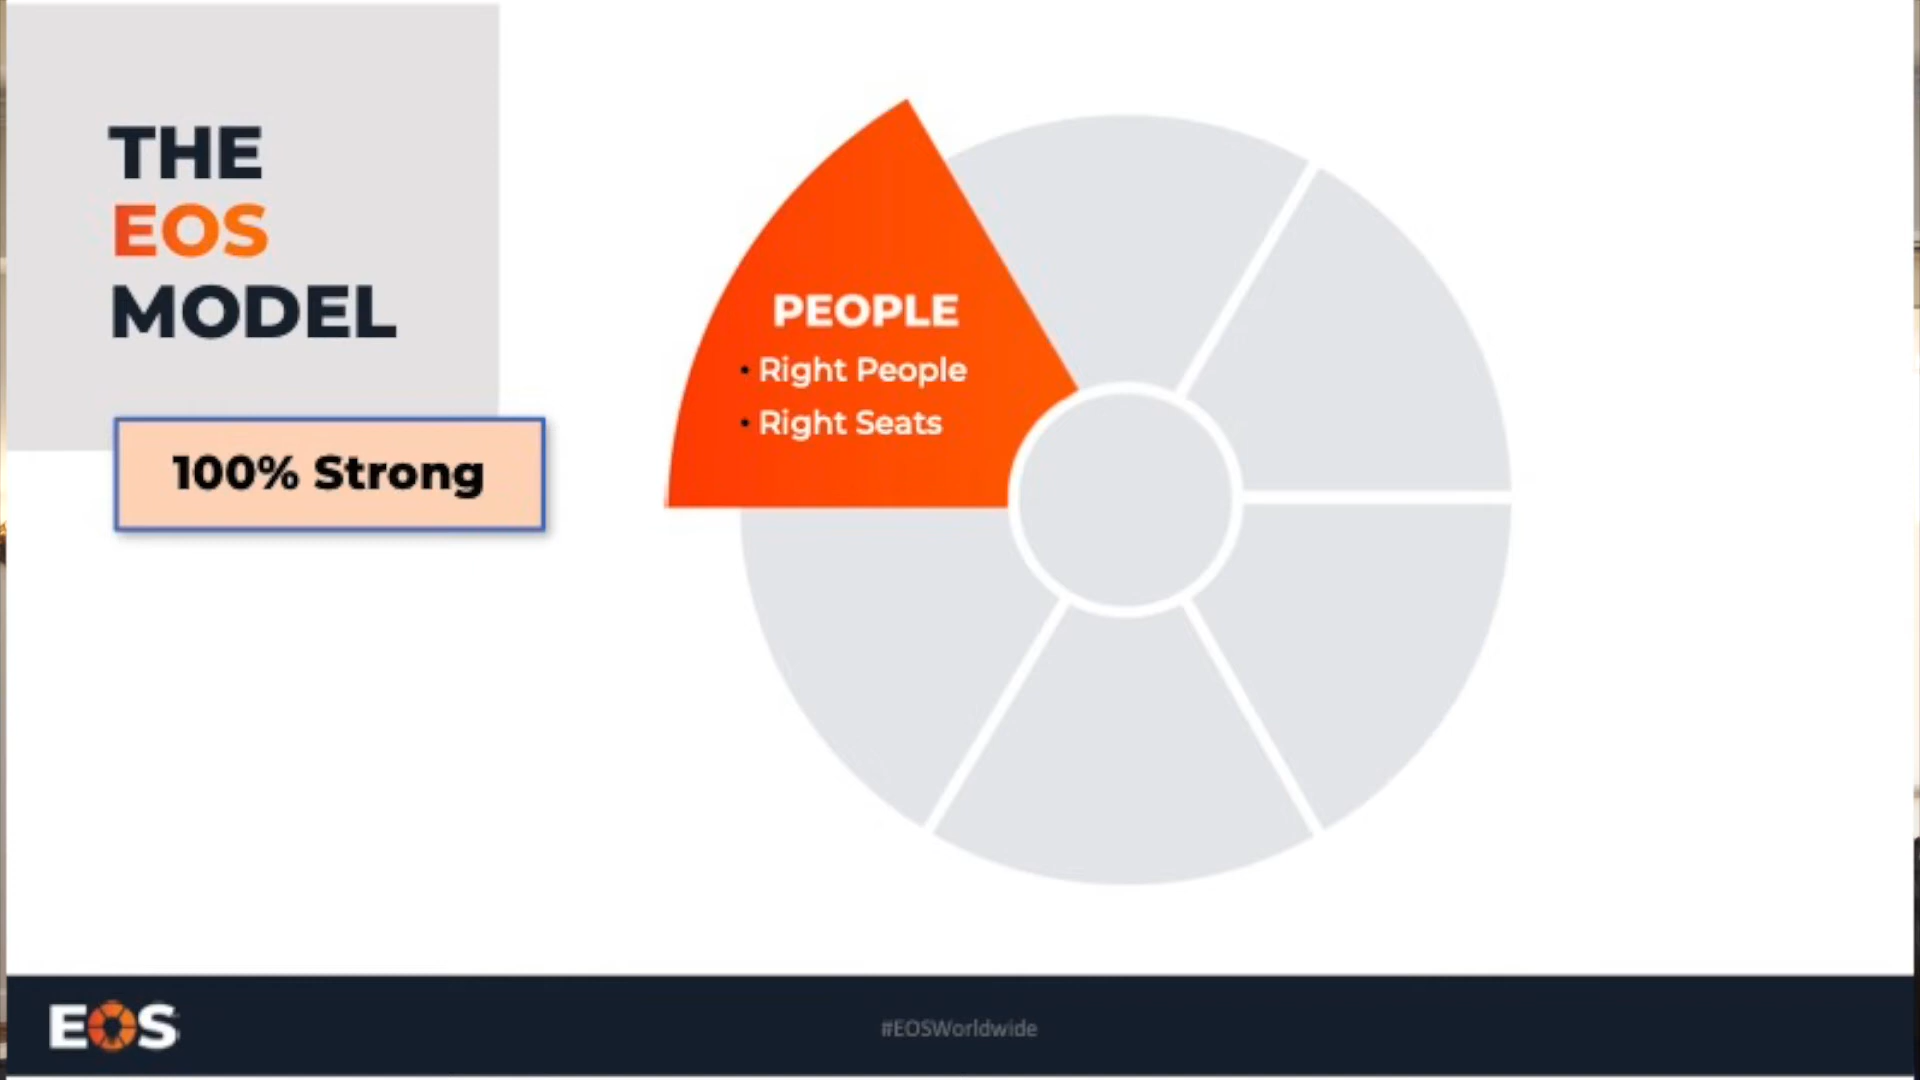 THE
EOS
MODEL
100% Strong
PEOPLE
• Right People
• Right Seats
EOS
#EOSWorldwide